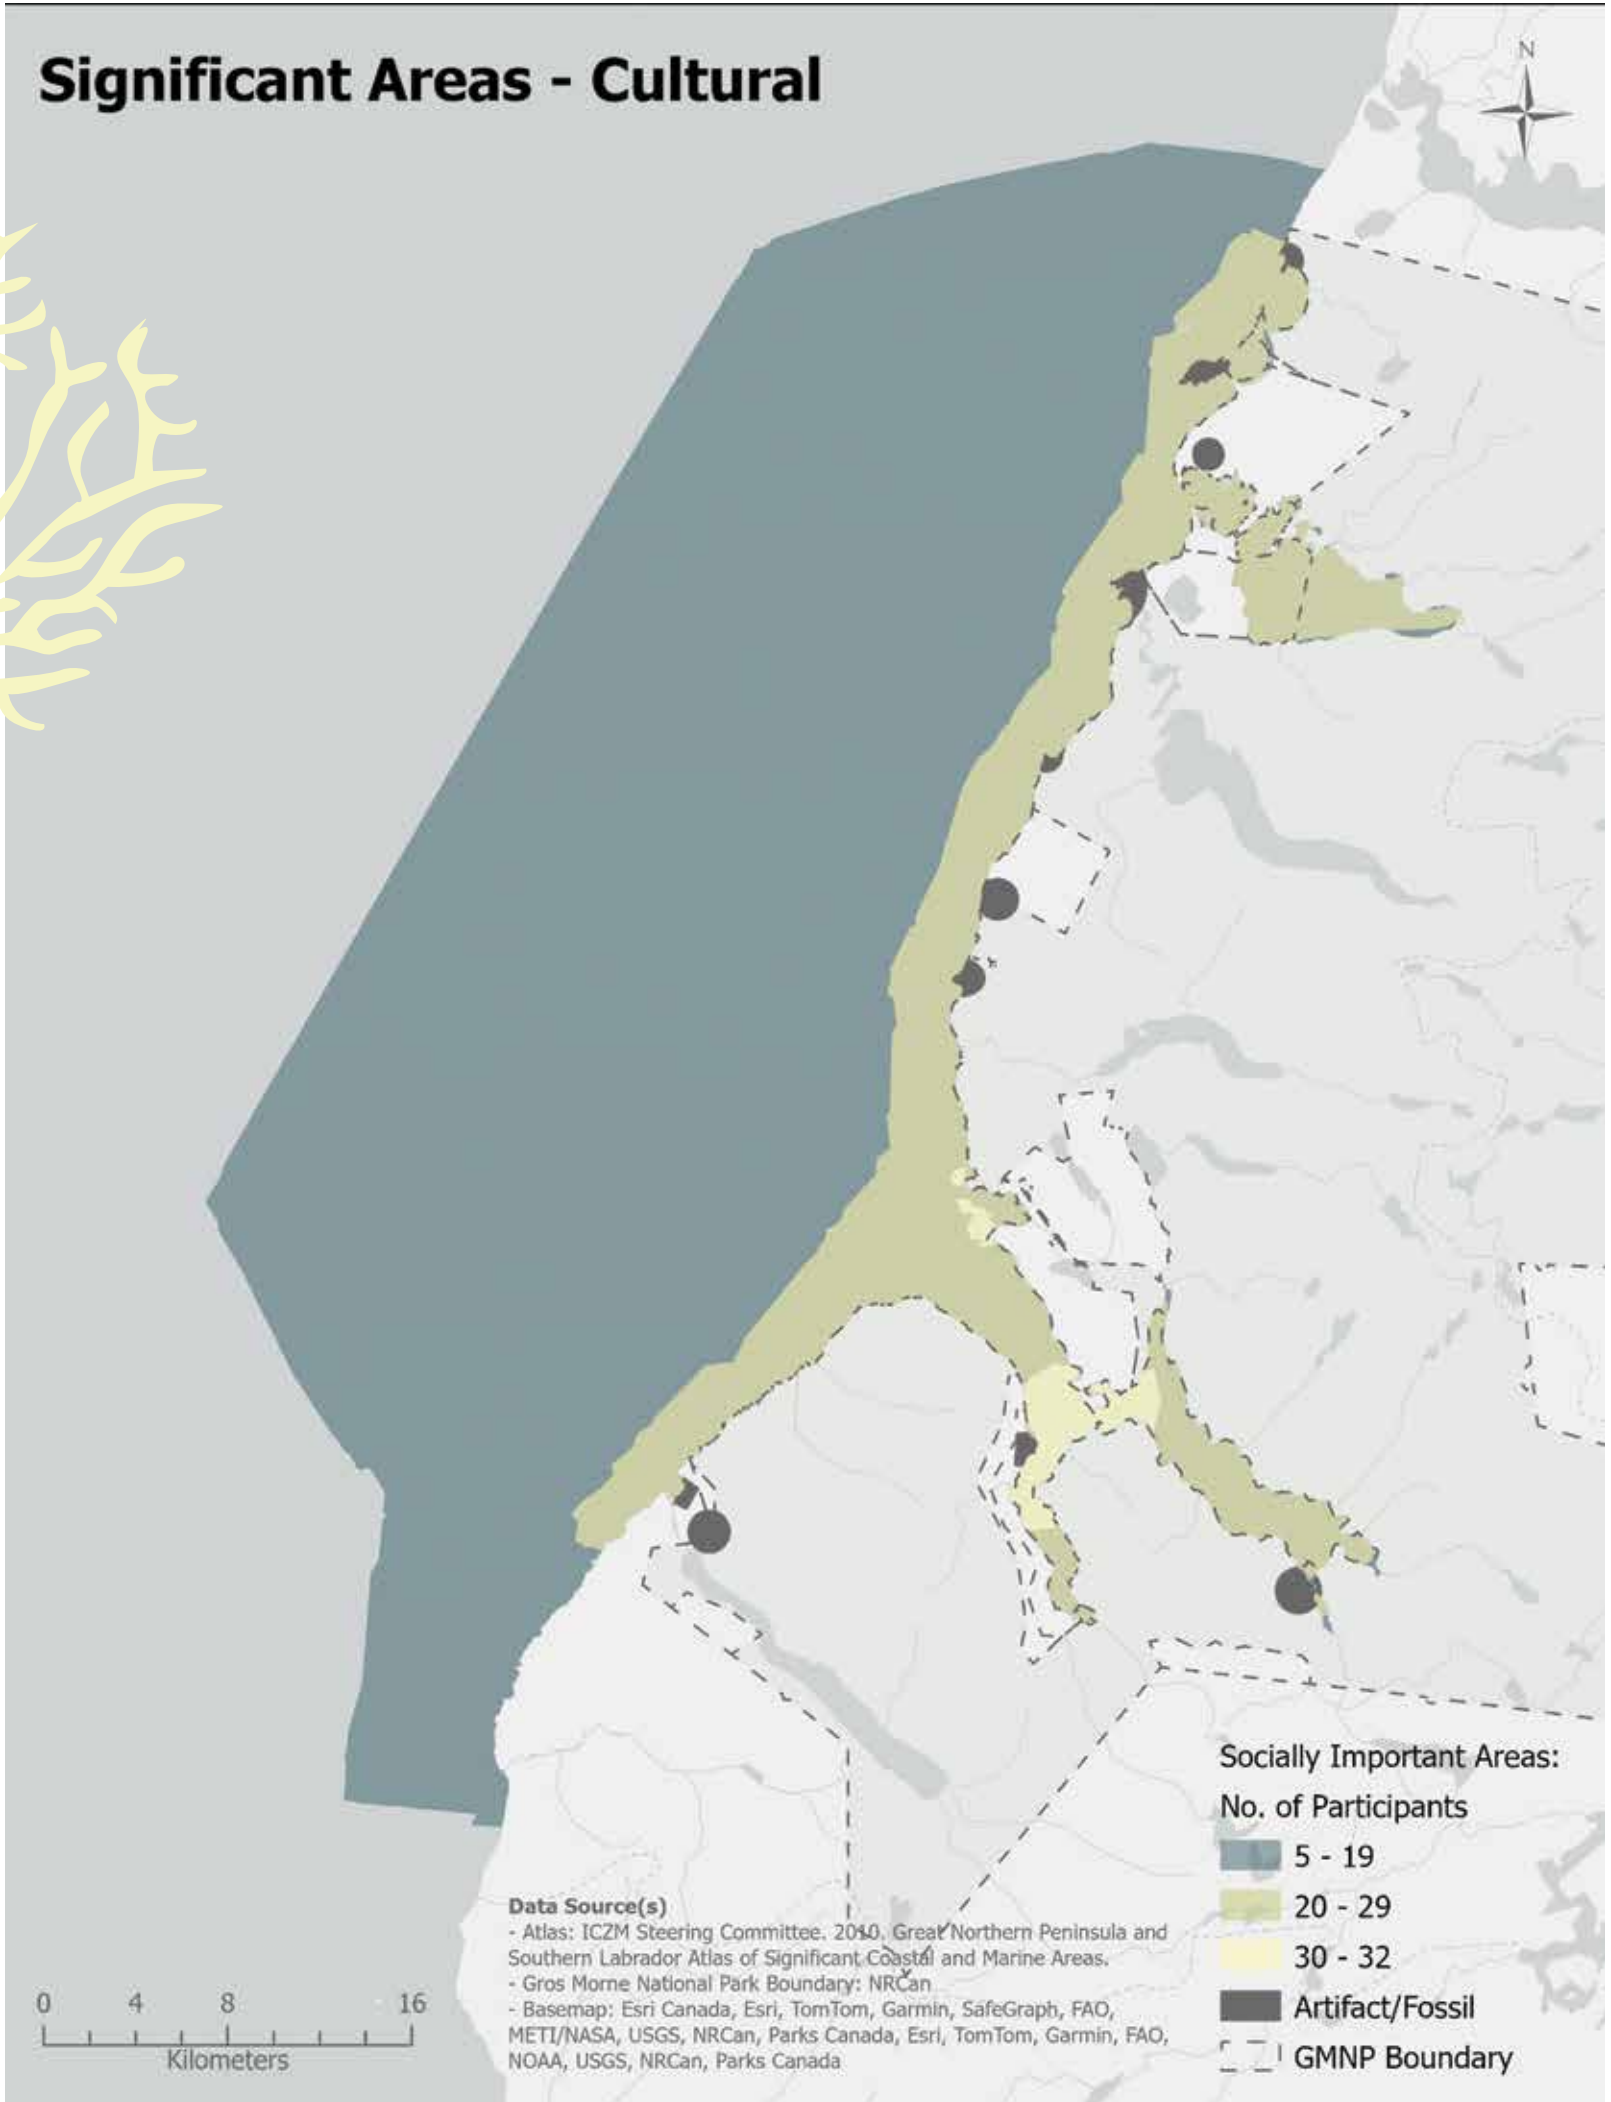 Significant Areas - Cultural
N
Socially Important Areas:
No. of Participants
5 - 19
20 - 29
30 - 32
Artifact/Fossil
GMNP Boundary
Data Source(s)
- Atlas: ICZM Steering Committee. 2010. Great Northern Peninsula and
Southern Labrador Atlas of Significant Coastal and Marine Areas.
- Gros Morne National Park Boundary: NRCan
- Basemap: Esri Canada, Esri, TomTom, Garmin, SafeGraph, FAO,
METI/NASA, USGS, NRCan, Parks Canada, Esri, TomTom, Garmin, FAO,
NOAA, USGS, NRCan, Parks Canada
0 4 8 16
Kilometers